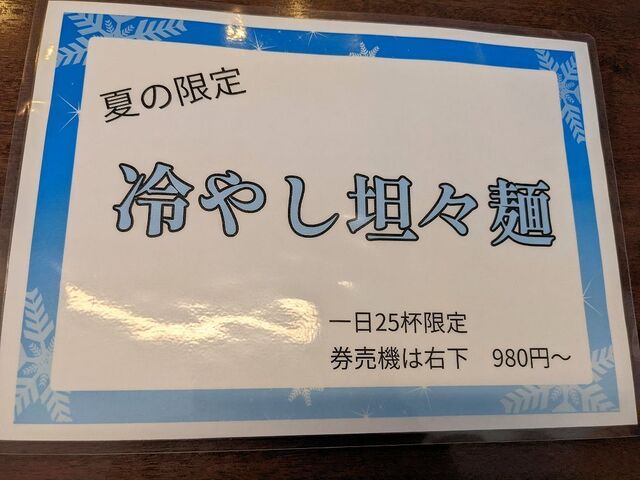 夏の限定
冷やし坦々麺
一日25杯限定
券売機は右下　980円～